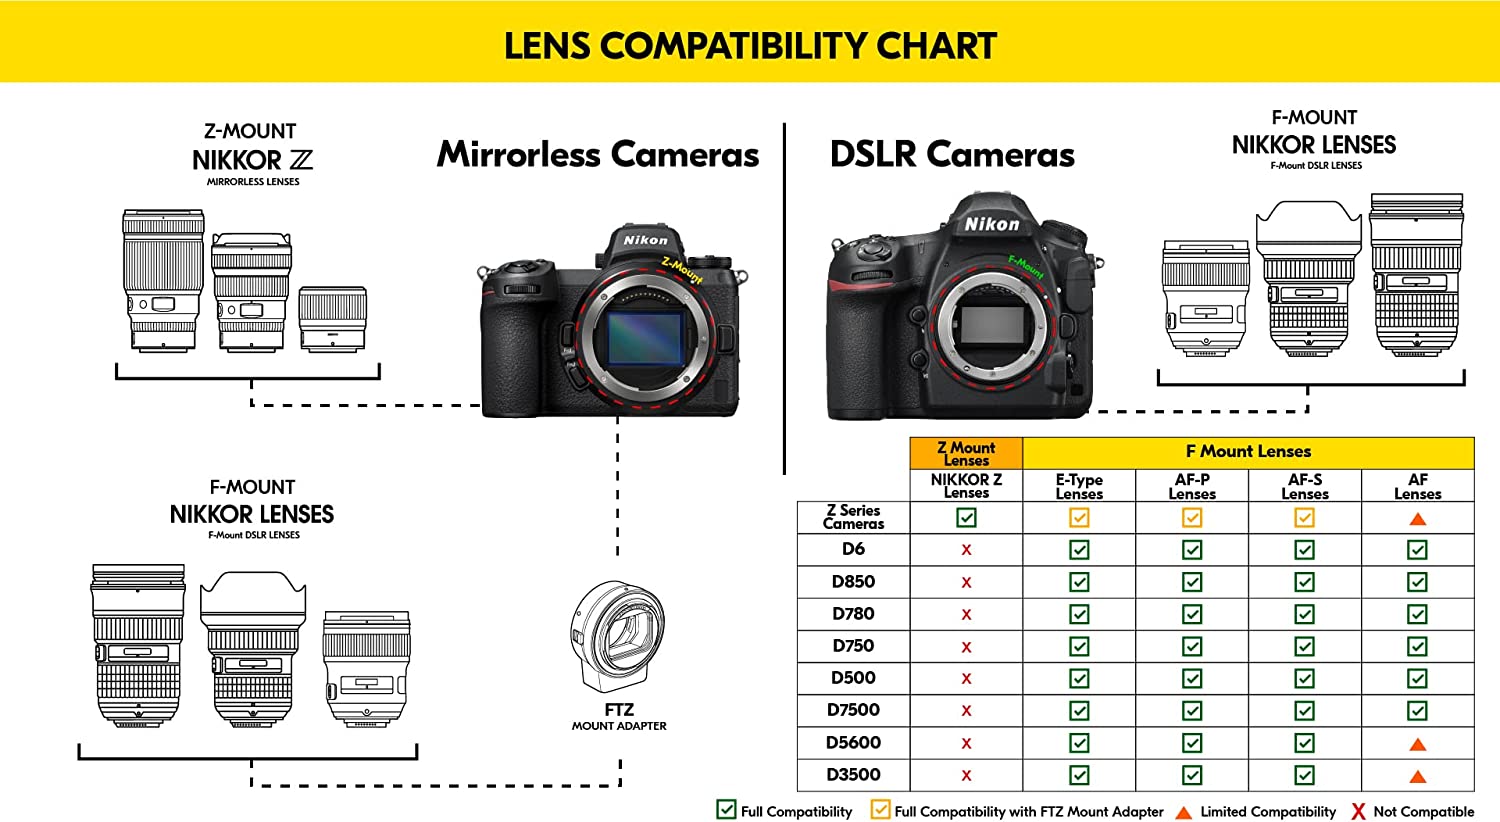 LENS COMPATIBILITY CHART
Z-MOUNT
NIKKOR Z
MIRRORLESS LENSES
Mirrorless Cameras
Nikon
Z-Mount
DSLR Cameras
Nikon
F-Mount
F-MOUNT
NIKKOR LENSES
F-Mount DSLR LENSES
F-MOUNT
NIKKOR LENSES
F-Mount DSLR LENSES
FTZ
MOUNT ADAPTER
Z Mount
Lenses
F Mount Lenses
NIKKOR Z
Lenses
E-Type
Lenses
AF-P
Lenses
AF-S
Lenses
AF
Lenses
Z Series
Cameras
D6 X
D850 X
D780 X
D750 X
D500 X
D7500 X
D5600 X
D3500 X
Full Compatibility Full Compatibility with FTZ Mount Adapter Limited Compatibility X Not Compatible